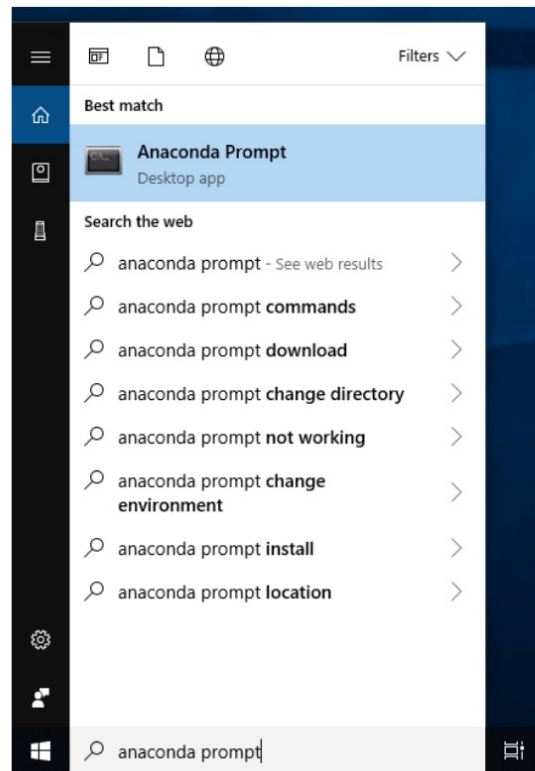 Filters
Best match
Anaconda Prompt
Desktop app
Search the web
anaconda prompt - See web results
anaconda prompt commands
anaconda prompt download
anaconda prompt change directory
anaconda prompt not working
anaconda prompt change
environment
anaconda prompt install
anaconda prompt location
anaconda prompt